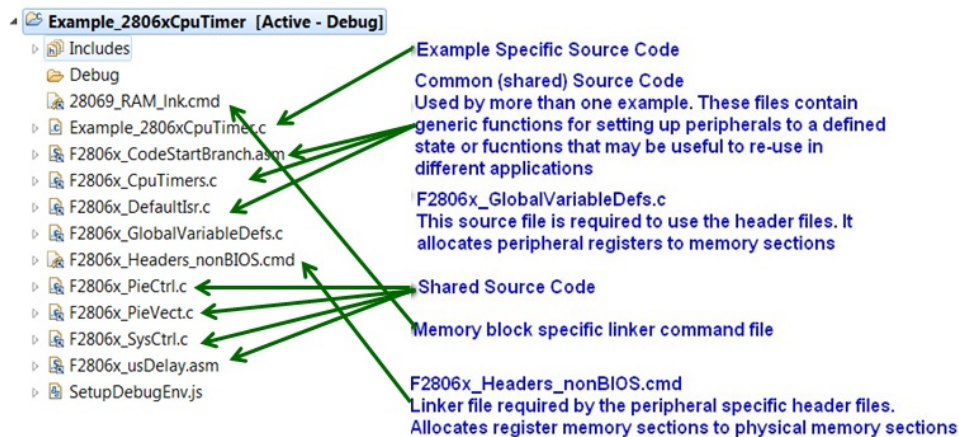 Example_2806xCpuTimer [Active - Debug]
Includes
Debug
28069_RAM_lnk.cmd
Example_2806xCpuTimer.c
F2806x_CodeStartBranch.asm
F2806x_CpuTimers.c
F2806x_DefaultIsr.c
F2806x_GlobalVariableDefs.c
F2806x_Headers_nonBIOS.cmd
F2806x_PieCtrl.c
F2806x_PieVect.c
F2806x_SysCtrl.c
F2806x_usDelay.asm
SetupDebugEnv.js
Example Specific Source Code
Common (shared) Source Code
Used by more than one example. These files contain
generic functions for setting up peripherals to a defined
state or fucntions that may be useful to re-use in
different applications
F2806x_GlobalVariableDefs.c
This source file is required to use the header files. It
allocates peripheral registers to memory sections
Shared Source Code
Memory block specific linker command file
F2806x_Headers_nonBIOS.cmd
Linker file required by the peripheral specific header files.
Allocates register memory sections to physical memory sections